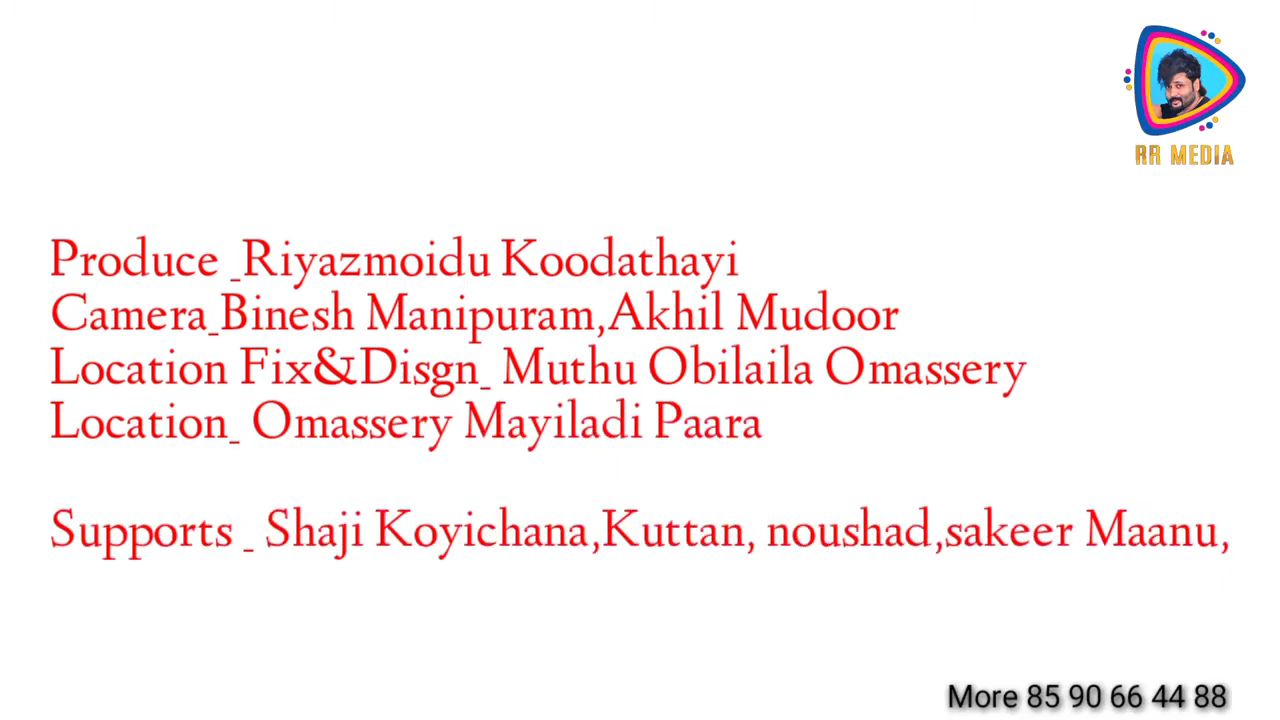 RR MEDIA
Produce _Riyazmoidu Koodathayi
Camera_Binesh Manipuram,Akhil Mudoor
Location Fix&Disgn_ Muthu Obilaila Omassery
Location_ Omassery Mayiladi Paara
Supports _ Shaji Koyichana,Kuttan, noushad,sakeer Maanu,
More 85 90 66 44 88